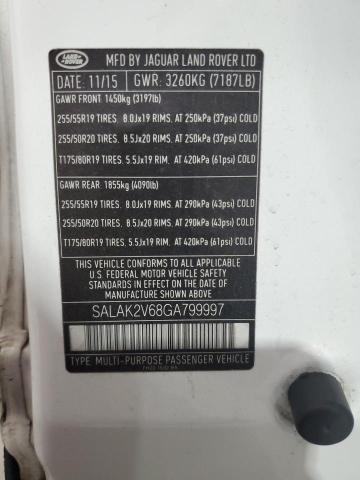 LAND ROVER
MFD BY JAGUAR LAND ROVER LTD
DATE: 11/15 GWR: 3260KG (7187LB)
GAWR FRONT: 1450kg (3197lb)
255/55R19 TIRES. 8.0Jx19 RIMS. AT 250kPa (37psi) COLD
255/50R20 TIRES. 8.5Jx20 RIMS. AT 250kPa (37psi) COLD
T175/80R19 TIRES. 5.5Jx19 RIM. AT 420kPa (61psi) COLD
GAWR REAR: 1855kg (4090lb)
255/55R19 TIRES. 8.0Jx19 RIMS. AT 290kPa (43psi) COLD
255/50R20 TIRES. 8.5Jx20 RIMS. AT 290kPa (43psi) COLD
T175/80R19 TIRES. 5.5Jx19 RIM. AT 420kPa (61psi) COLD
THIS VEHICLE CONFORMS TO ALL APPLICABLE
U.S. FEDERAL MOTOR VEHICLE SAFETY
STANDARDS IN EFFECT ON THE DATE OF
MANUFACTURE SHOWN ABOVE
SALAK2V68GA799997
TYPE: MULTI-PURPOSE PASSENGER VEHICLE